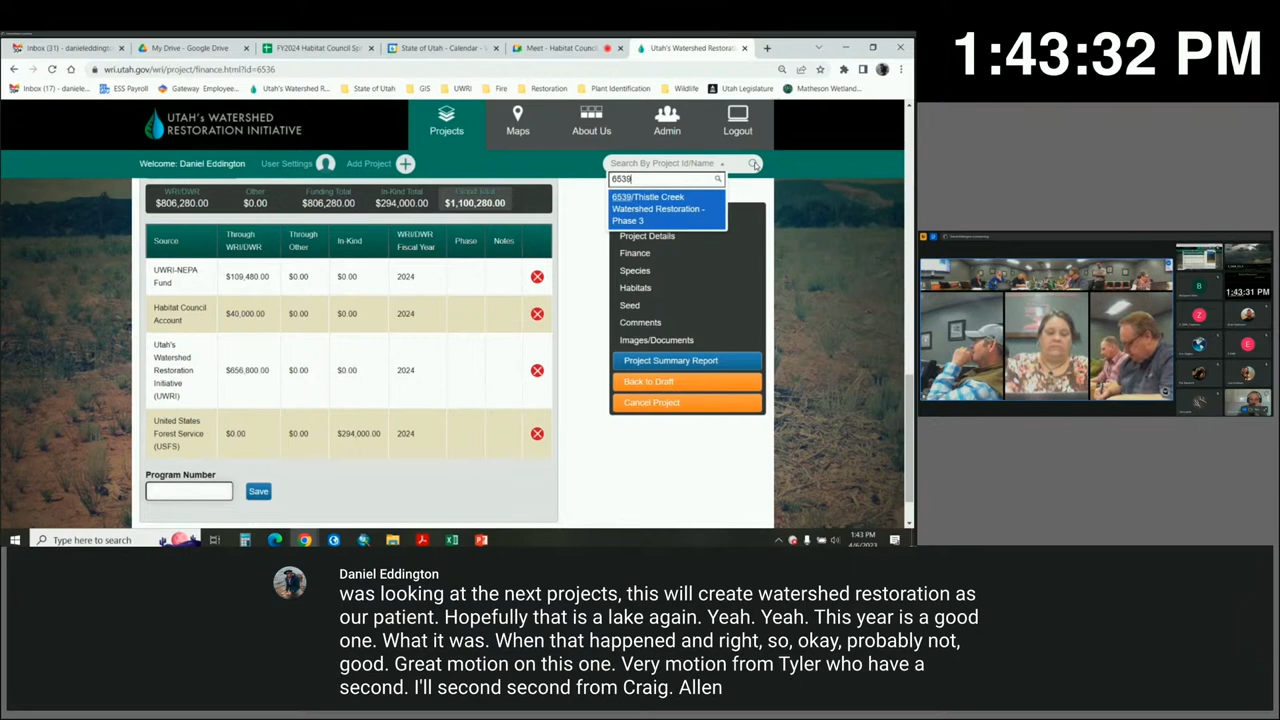 1:43:32 PM
Inbox (31) - danieleddington
My Drive - Google Drive
FY2024 Habitat Council Sp
State of Utah - Calendar -
Meet - Habitat Counc
Utah's Watershed Restorati
wri.utah.gov/wri/project/finance.html?id=6536
Inbox (17) - daniele...
ESS Payroll
Gateway Employee...
Utah's Watershed R...
State of Utah
GIS
UWRI
Fire
Restoration
Plant Identification
Wildlife
Utah Legislature
Matheson Wetland...
UTAH'S WATERSHED
RESTORATION INITIATIVE
Projects
Maps
About Us
Admin
Logout
Welcome: Daniel Eddington
User Settings
Add Project
Search By Project Id/Name
6539
6539/Thistle Creek
Watershed Restoration -
Phase 3
WRI/DWR Other Funding Total In-Kind Total Grand Total
$806,280.00 $0.00 $806,280.00 $294,000.00 $1,100,280.00
Source Through WRI/DWR Through Other In-Kind WRI/DWR Fiscal Year Phase Notes
UWRI-NEPA Fund $109,480.00 $0.00 $0.00 2024
Habitat Council Account $40,000.00 $0.00 $0.00 2024
Utah's Watershed Restoration Initiative (UWRI) $656,800.00 $0.00 $0.00 2024
United States Forest Service (USFS) $0.00 $0.00 $294,000.00 2024
Program Number
Save
Project Details
Finance
Species
Habitats
Seed
Comments
Images/Documents
Project Summary Report
Back to Draft
Cancel Project
Type here to search
1:43 PM
4/6/2023
1:43:31 PM
Daniel Eddington
was looking at the next projects, this will create watershed restoration as
our patient. Hopefully that is a lake again. Yeah. Yeah. This year is a good
one. What it was. When that happened and right, so, okay, probably not,
good. Great motion on this one. Very motion from Tyler who have a
second. I'll second second from Craig. Allen